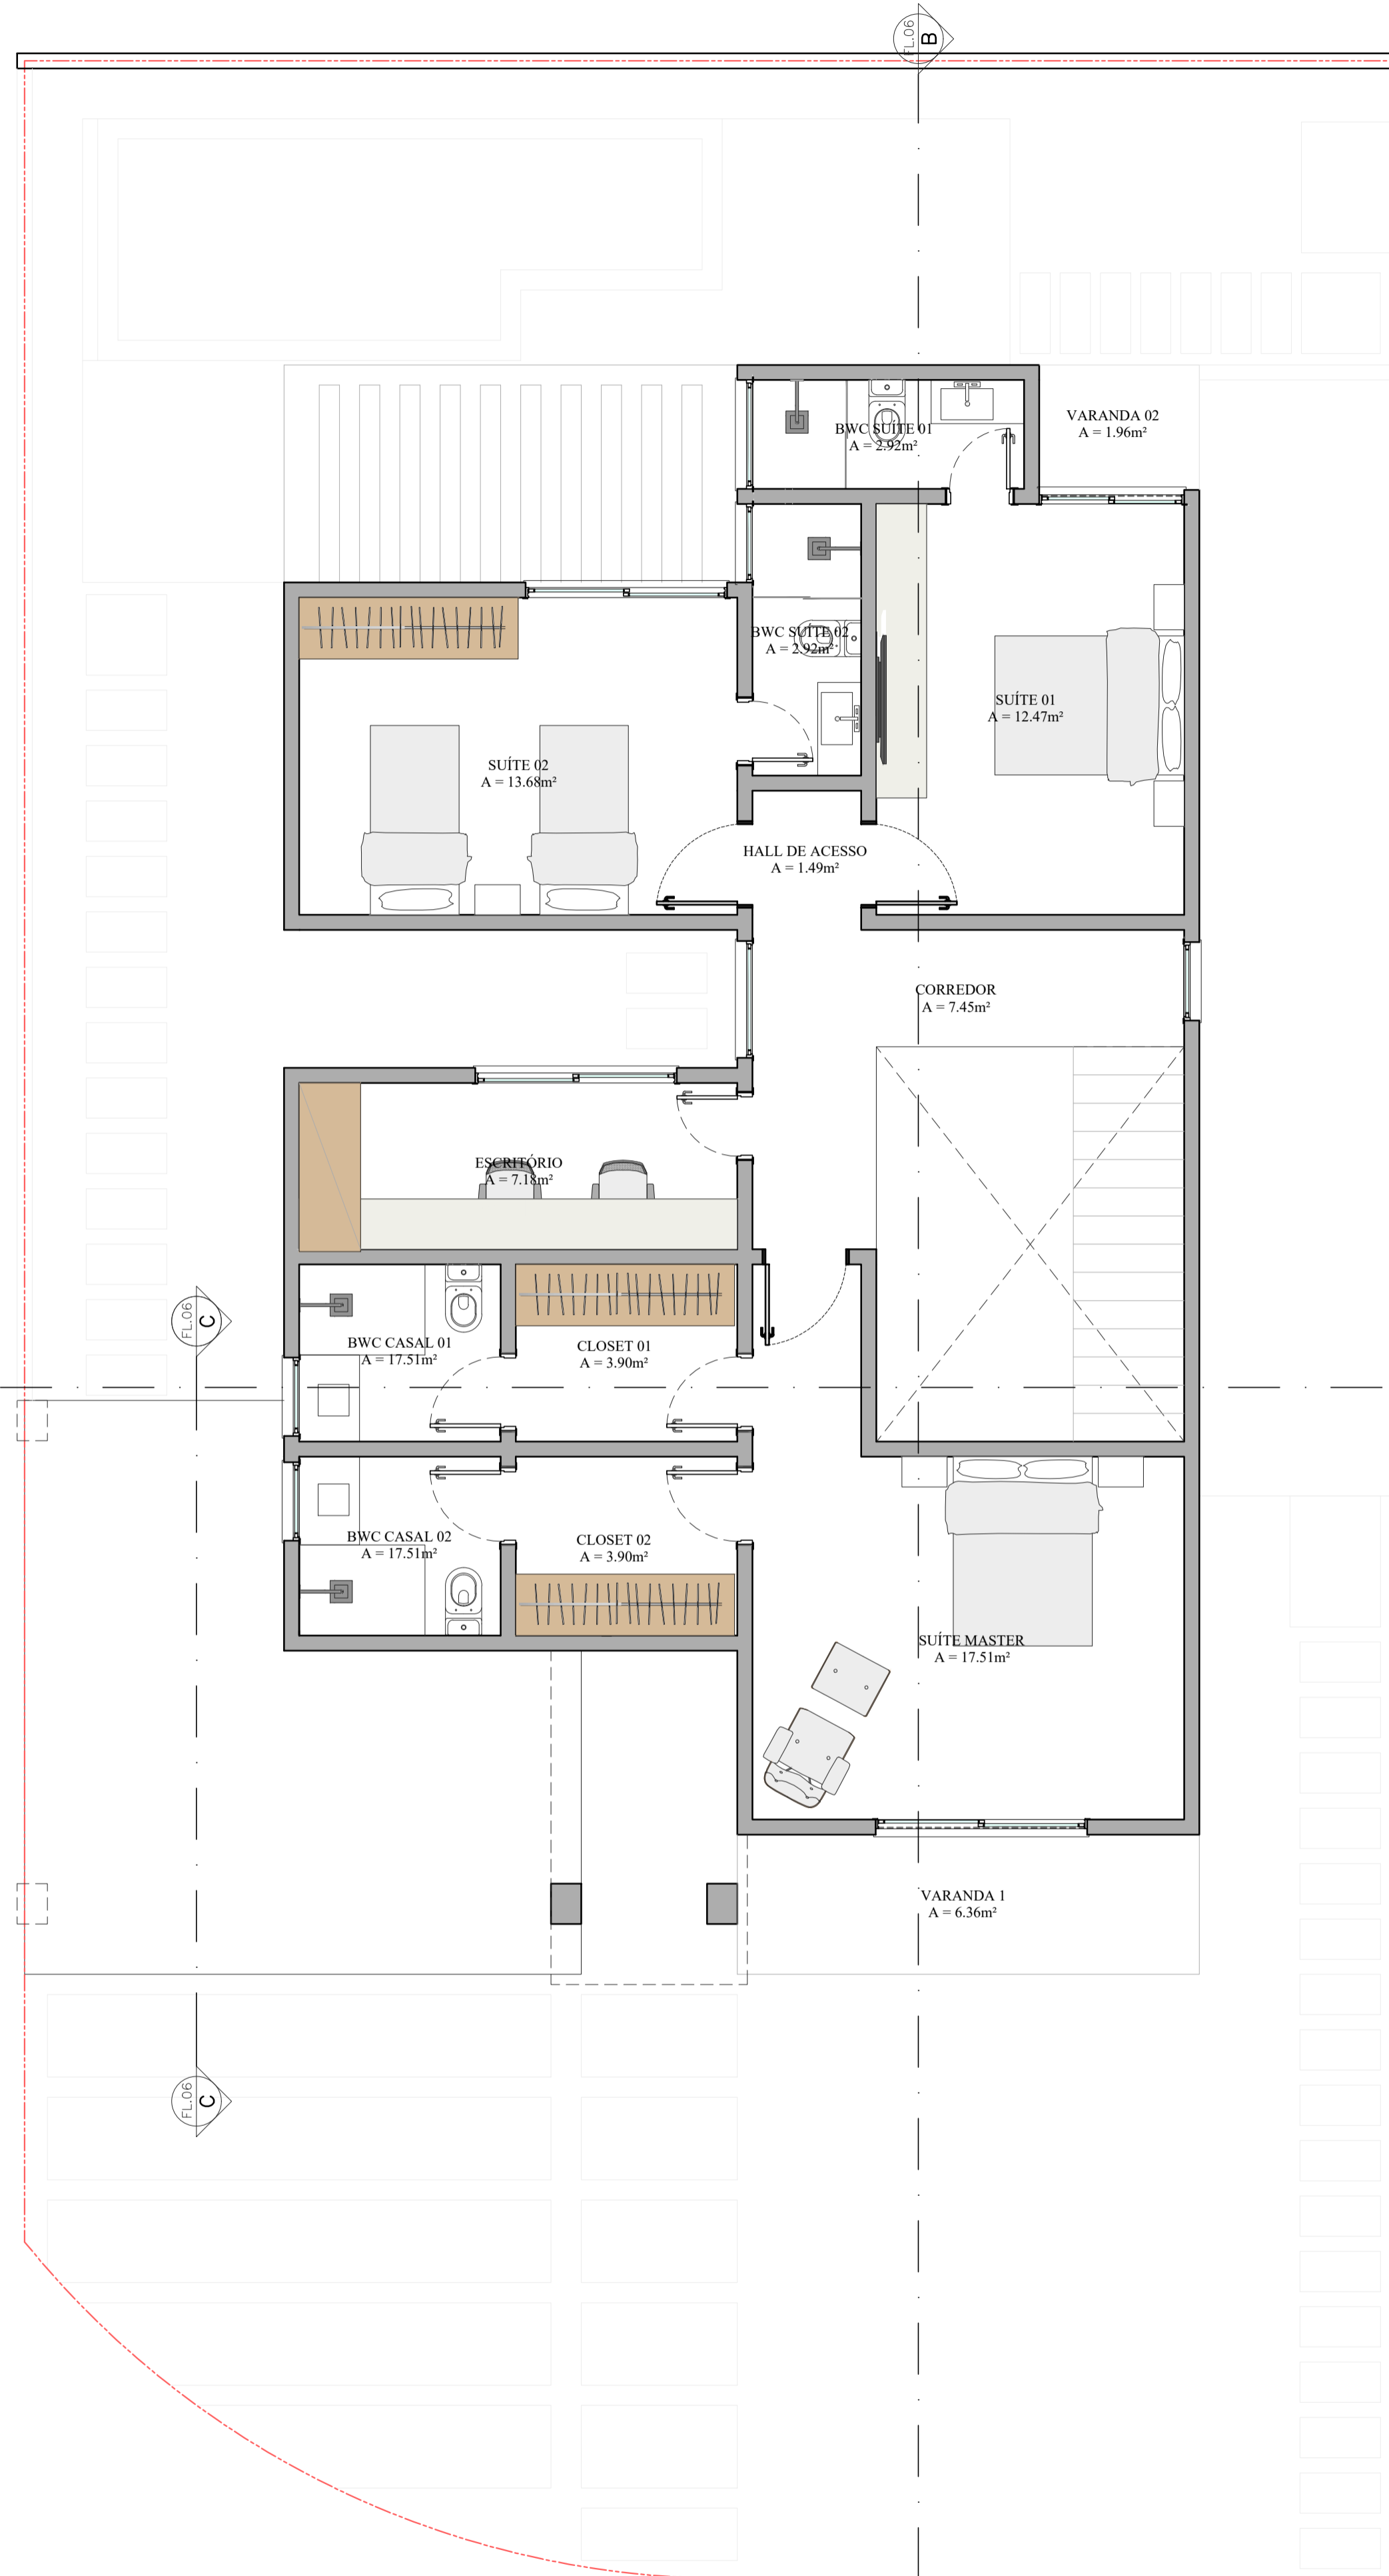 FL.06
B
VARANDA 02
A = 1.96m²
BWC SUÍTE 01
A = 2.92m²
BWC SUÍTE 02
A = 2.92m²
SUÍTE 01
A = 12.47m²
SUÍTE 02
A = 13.68m²
HALL DE ACESSO
A = 1.49m²
CORREDOR
A = 7.45m²
ESCRITÓRIO
A = 7.18m²
FL.06
C
BWC CASAL 01
A = 17.51m²
CLOSET 01
A = 3.90m²
BWC CASAL 02
A = 17.51m²
CLOSET 02
A = 3.90m²
SUÍTE MASTER
A = 17.51m²
VARANDA 1
A = 6.36m²
FL.06
C